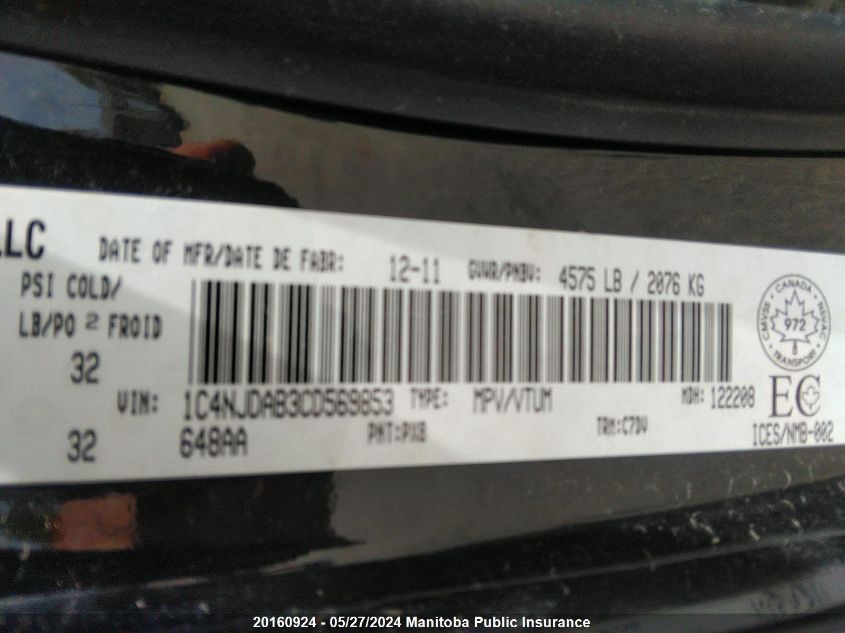 LLC
DATE OF MFR/DATE DE FABR: 12-11 GVWR/PNBV: 4575 LB / 2076 KG
PSI COLD/
LB/PO 2 FROID
32
VIN: 1C4NJDAB3CD569853 TYPE: MPV/VTUM MDH: 122208
32
648AA PNT:PXB TRM:C7DV
CANADA
CMVSS NSVAC
972
TRANSPORT
EC
ICES/NMB-002
20160924 - 05/27/2024 Manitoba Public Insurance